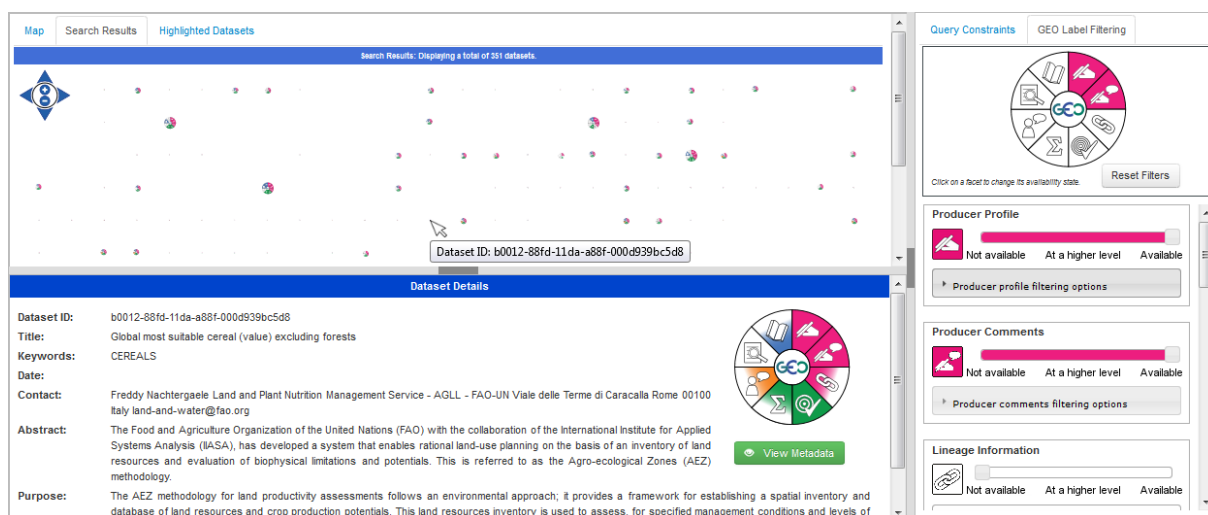 Map Search Results Highlighted Datasets
Search Results: Displaying a total of 351 datasets.
Dataset ID: b0012-88fd-11da-a88f-000d939bc5d8
Dataset Details
Dataset ID: b0012-88fd-11da-a88f-000d939bc5d8
Title: Global most suitable cereal (value) excluding forests
Keywords: CEREALS
Date:
Contact: Freddy Nachtergaele Land and Plant Nutrition Management Service - AGLL - FAO-UN Viale delle Terme di Caracalla Rome 00100
Italy land-and-water@fao.org
Abstract: The Food and Agriculture Organization of the United Nations (FAO) with the collaboration of the International Institute for Applied
Systems Analysis (IIASA), has developed a system that enables rational land-use planning on the basis of an inventory of land
resources and evaluation of biophysical limitations and potentials. This is referred to as the Agro-ecological Zones (AEZ)
methodology.
Purpose: The AEZ methodology for land productivity assessments follows an environmental approach; it provides a framework for establishing a spatial inventory and
database of land resources and crop production potentials. This land resources inventory is used to assess, for specified management conditions and levels of
GEO
View Metadata
Query Constraints GEO Label Filtering
GEO
Click on a facet to change its availability state.
Reset Filters
Producer Profile
Not available At a higher level Available
Producer profile filtering options
Producer Comments
Not available At a higher level Available
Producer comments filtering options
Lineage Information
Not available At a higher level Available